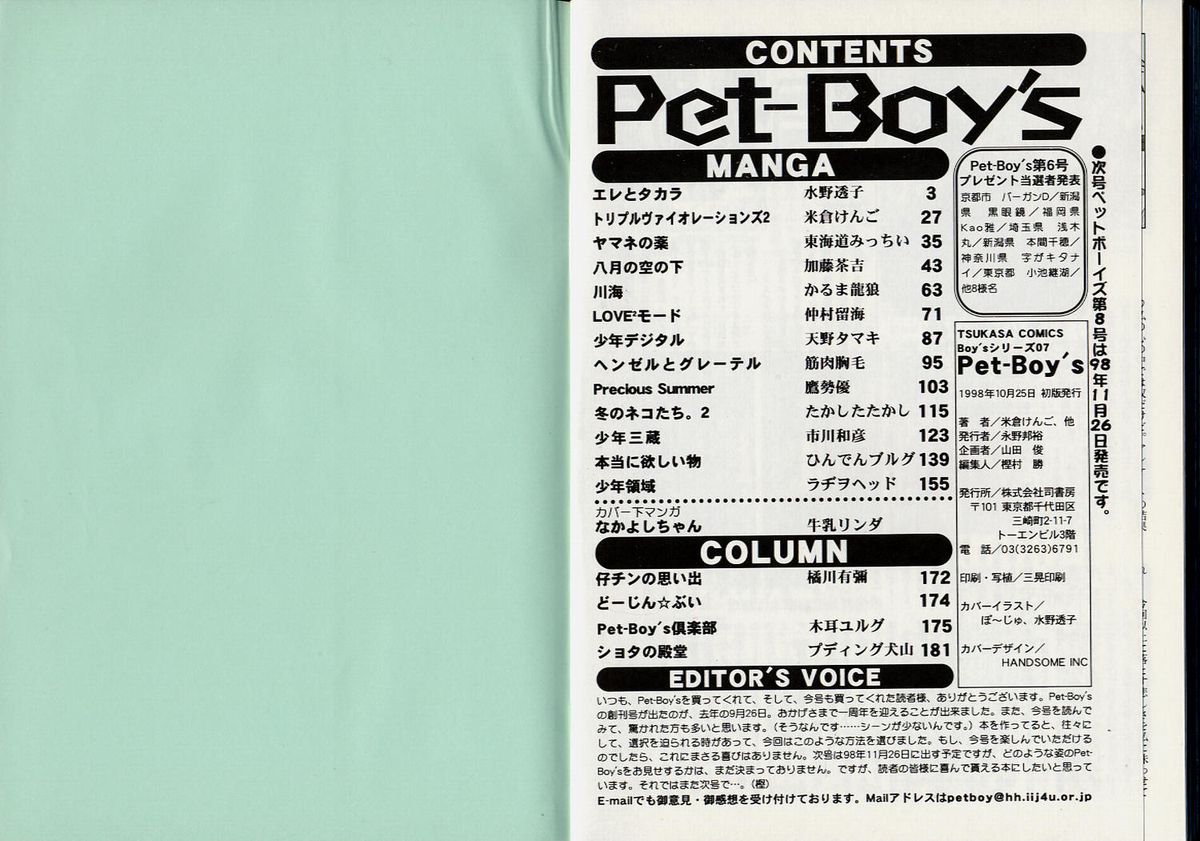 CONTENTS
Pet-Boy's
MANGA
エレとタカラ 水野透子 3
トリプルヴァイオレーションズ2 米倉けんご 27
ヤマネの薬 東海道みっちい 35
八月の空の下 加藤茶吉 43
川海 かるま龍狼 63
LOVE²モード 仲村留海 71
少年デジタル 天野タマキ 87
ヘンゼルとグレーテル 筋肉胸毛 95
Precious Summer 鷹勢優 103
冬のネコたち。2 たかしたたかし 115
少年三蔵 市川和彦 123
本当に欲しい物 ひんでんブルグ 139
少年領域 ラヂヲヘッド 155
カバー下マンガ
なかよしちゃん 牛乳リンダ
COLUMN
仔チンの思い出 橘川有彌 172
どーじん☆ぶい 174
Pet-Boy's倶楽部 木耳ユルグ 175
ショタの殿堂 プディング犬山 181
Pet-Boy's第6号
プレゼント当選者発表
京都市 バーガンD/新潟
県 黒眼鏡/福岡県
Kao雅/埼玉県 浅木
丸/新潟県 本間千穂/
神奈川県 字がキタナ
イ/東京都 小池継湖/
他8様名
TSUKASA COMICS
Boy'sシリーズ07
Pet-Boy's
1998年10月25日 初版発行
著 者/米倉けんご、他
発行者/永野邦裕
企画者/山田 俊
編集人/樫村 勝
発行所/株式会社司書房
〒101 東京都千代田区
三崎町2-11-7
トーエンビル3階
電 話/03(3263)6791
印刷・写植/三晃印刷
カバーイラスト/
ぽ〜じゅ、水野透子
カバーデザイン/
HANDSOME INC
●次号ペットボーイズ第8号は98年11月26日発売です。
EDITOR'S VOICE
いつも、Pet-Boy'sを買ってくれて、そして、今号も買ってくれた読者様、ありがとうございます。Pet-Boy's
の創刊号が出たのが、去年の9月26日。おかげさまで一周年を迎えることが出来ました。また、今号を読んで
みて、驚かれた方も多いと思います。(そうなんです……シーンが少ないんです。)本を作ってると、往々に
して、選択を迫られる時があって、今回はこのような方法を選びました。もし、今号を楽しんでいただける
のでしたら、これにまさる喜びはありません。次号は98年11月26日に出す予定ですが、どのような姿のPet-
Boy'sをお見せするかは、まだ決まっておりません。ですが、読者の皆様に喜んで貰える本にしたいと思って
います。それではまた次号で…。(樫)
E-mailでも御意見・御感想を受け付けております。Mailアドレスはpetboy@hh.iij4u.or.jp